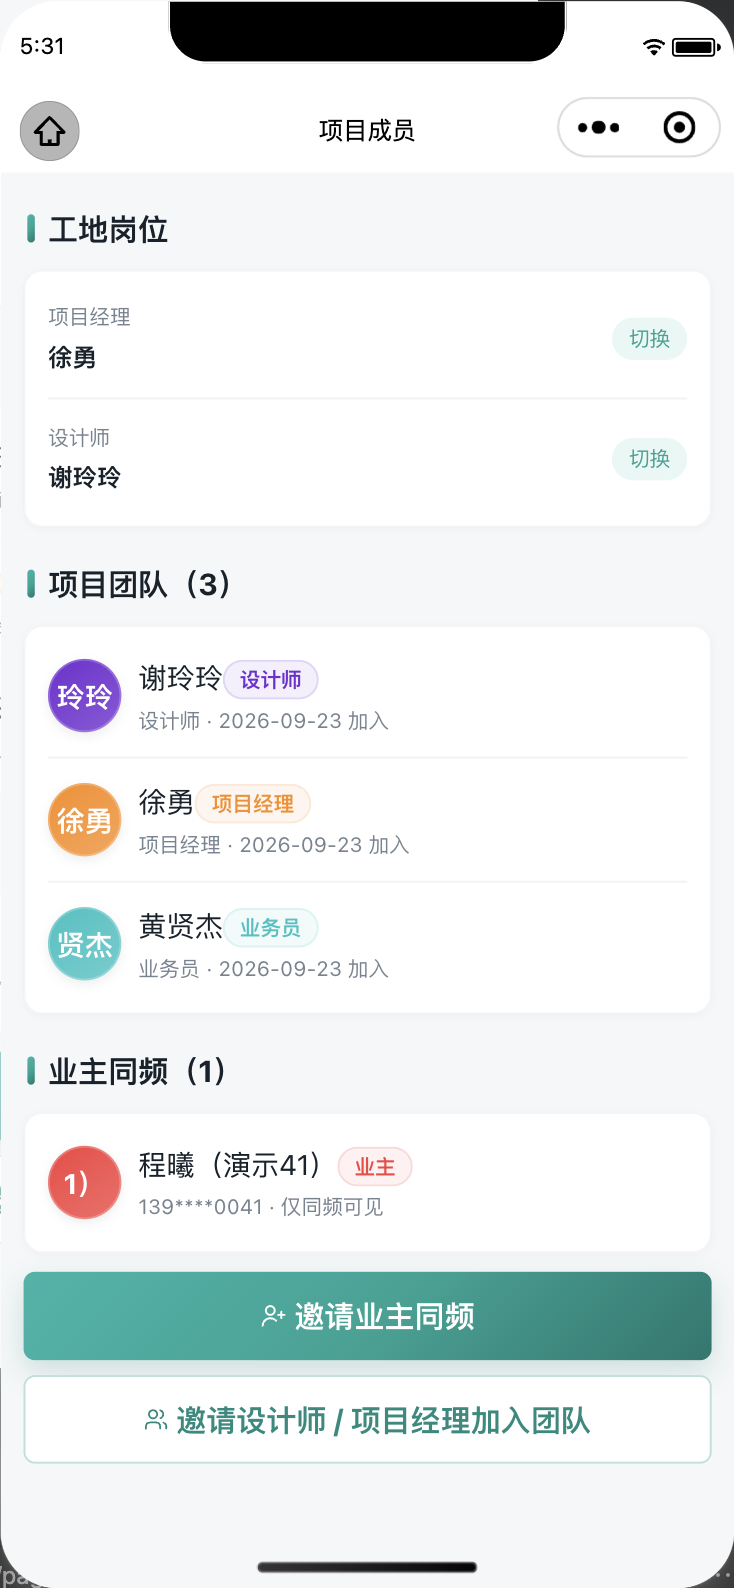 5:31
项目成员
工地岗位
项目经理
徐勇
切换
设计师
谢玲玲
切换
项目团队（3）
玲玲
谢玲玲 设计师
设计师 · 2026-09-23 加入
徐勇
徐勇 项目经理
项目经理 · 2026-09-23 加入
贤杰
黄贤杰 业务员
业务员 · 2026-09-23 加入
业主同频（1）
1）
程曦（演示41） 业主
139****0041 · 仅同频可见
邀请业主同频
邀请设计师 / 项目经理加入团队